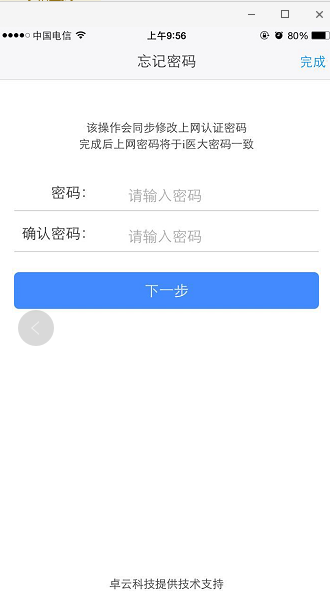 中国电信 上午9:56 80%
忘记密码 完成
该操作会同步修改上网认证密码
完成后上网密码将于i医大密码一致
密码： 请输入密码
确认密码： 请输入密码
下一步
卓云科技提供技术支持